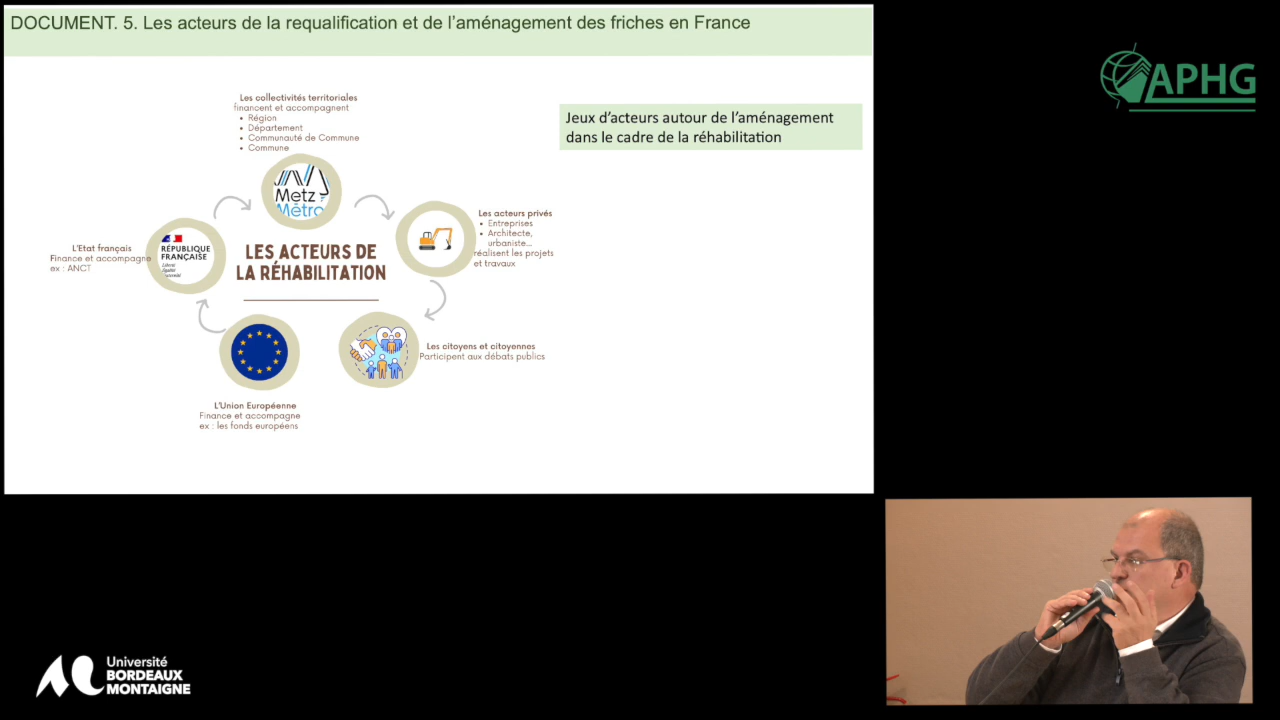 DOCUMENT. 5. Les acteurs de la requalification et de l'aménagement des friches en France
APHG
Les collectivités territoriales
financent et accompagnent
• Région
• Département
• Communauté de Commune
• Commune
Jeux d'acteurs autour de l'aménagement
dans le cadre de la réhabilitation
Metz
Métro
Les acteurs privés
• Entreprises
• Architecte,
urbaniste...
réalisent les projets
et travaux
L'Etat français
Finance et accompagne
ex : ANCT
RÉPUBLIQUE
FRANÇAISE
Liberté
Égalité
Fraternité
LES ACTEURS DE
LA RÉHABILITATION
Les citoyens et citoyennes
Participent aux débats publics
L'Union Européenne
Finance et accompagne
ex : les fonds européens
Université
BORDEAUX
MONTAIGNE